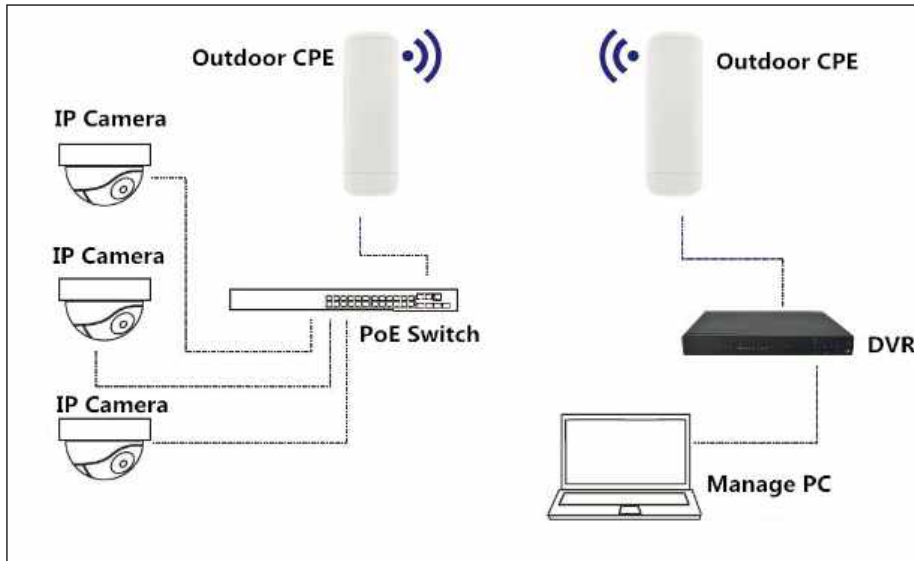 Outdoor CPE
Outdoor CPE
IP Camera
IP Camera
PoE Switch
DVR
IP Camera
Manage PC